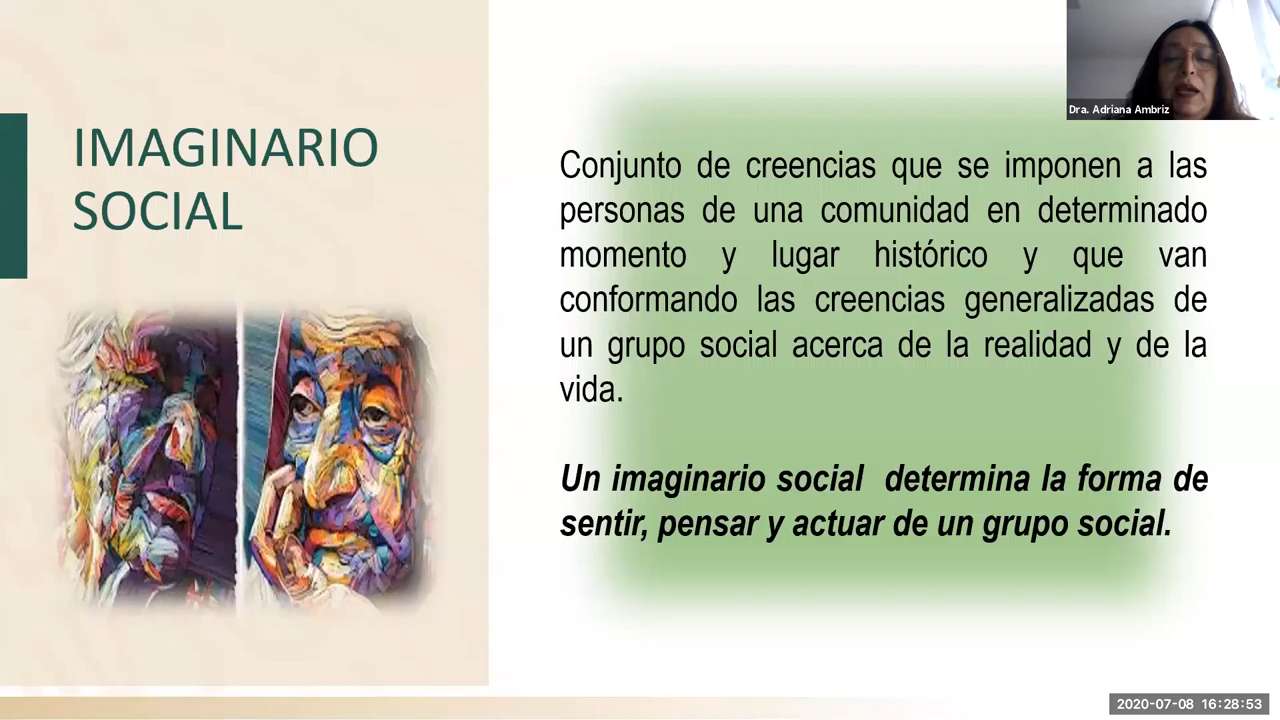 IMAGINARIO
SOCIAL
Dra. Adriana Ambriz
Conjunto de creencias que se imponen a las
personas de una comunidad en determinado
momento y lugar histórico y que van
conformando las creencias generalizadas de
un grupo social acerca de la realidad y de la
vida.
Un imaginario social determina la forma de
sentir, pensar y actuar de un grupo social.
2020-07-08 16:28:53